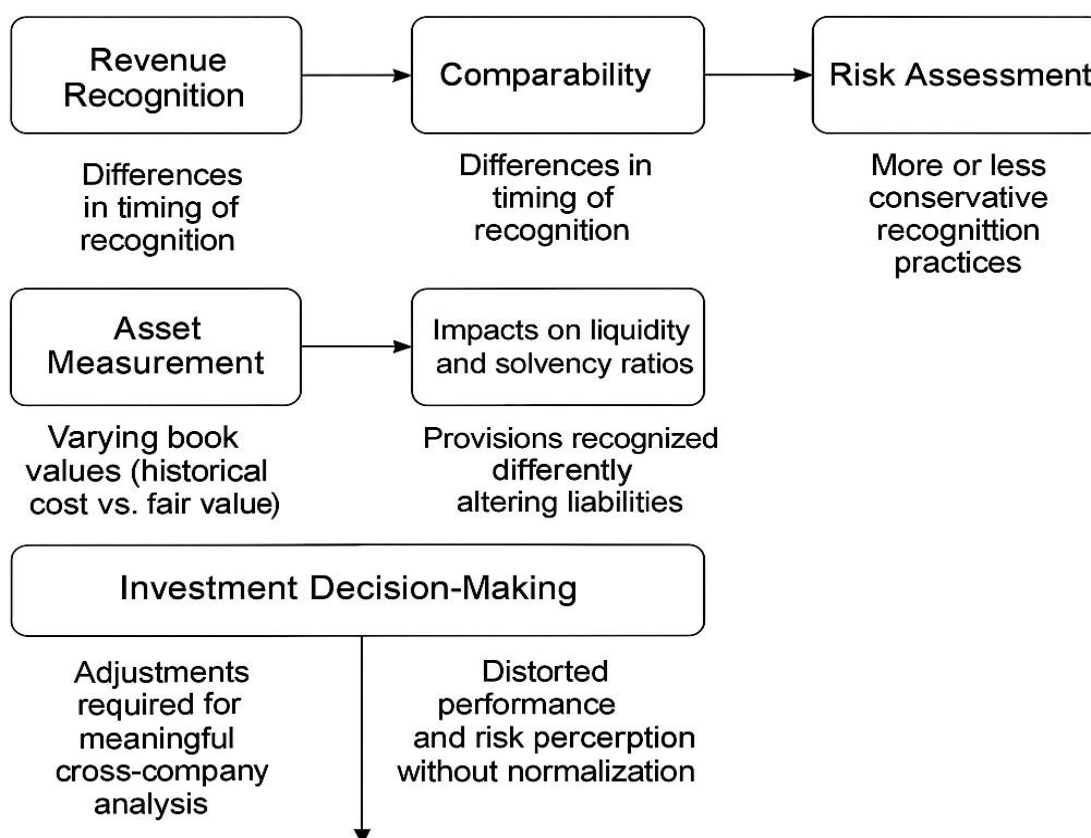 Revenue
Recognition
Comparability
Risk Assessment
Differences
in timing of
recognition
Differences in
timing of
recognition
More or less
conservative
recognittion
practices
Asset
Measurement
Impacts on liquidity
and solvency ratios
Varying book
values (historical
cost vs. fair value)
Provisions recognized
differently
altering liabilities
Investment Decision-Making
Adjustments
required for
meaningful
cross-company
analysis
Distorted
performance
and risk percerption
without normalization